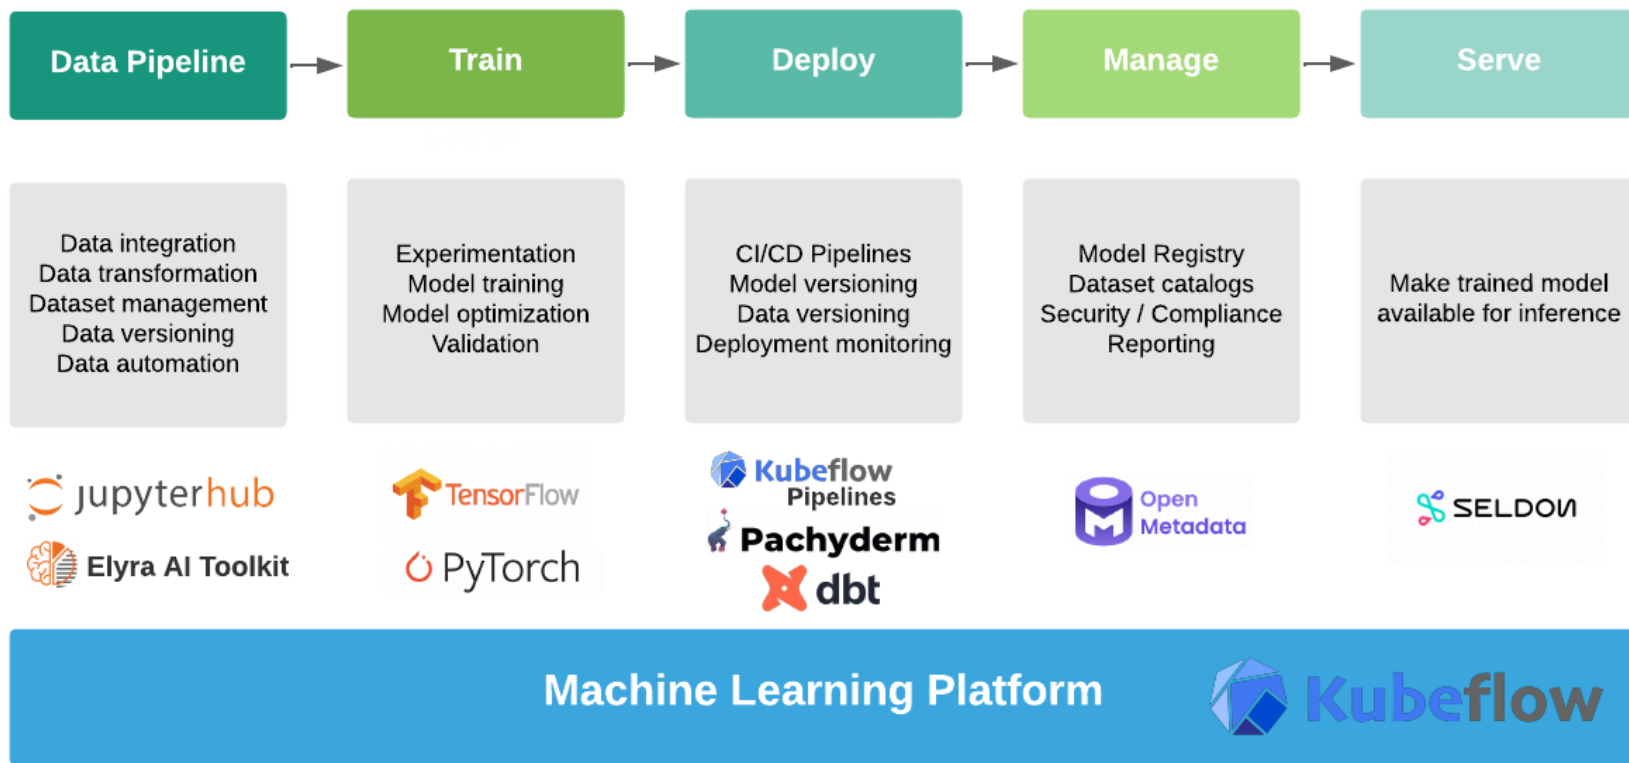 Data Pipeline
Train
Deploy
Manage
Serve
Data integration
Data transformation
Dataset management
Data versioning
Data automation
Experimentation
Model training
Model optimization
Validation
CI/CD Pipelines
Model versioning
Data versioning
Deployment monitoring
Model Registry
Dataset catalogs
Security / Compliance
Reporting
Make trained model
available for inference
jupyterhub
Elyra AI Toolkit
TensorFlow
PyTorch
Kubeflow
Pipelines
Pachyderm
dbt
Open
Metadata
SELDON
Machine Learning Platform
Kubeflow